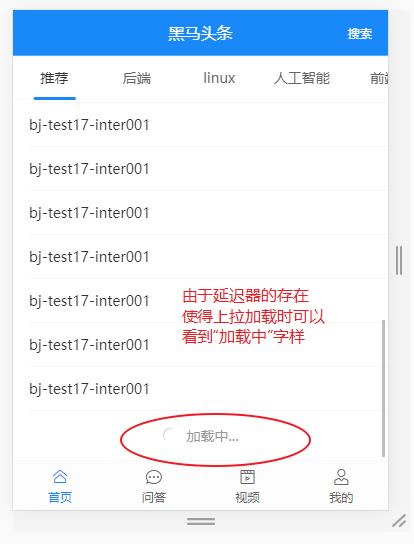 黑马头条 搜索
推荐 后端 linux 人工智能 前端
bj-test17-inter001
bj-test17-inter001
bj-test17-inter001
bj-test17-inter001
bj-test17-inter001
由于延迟器的存在
使得上拉加载时可以
看到“加载中”字样
bj-test17-inter001
bj-test17-inter001
加载中...
首页 问答 视频 我的